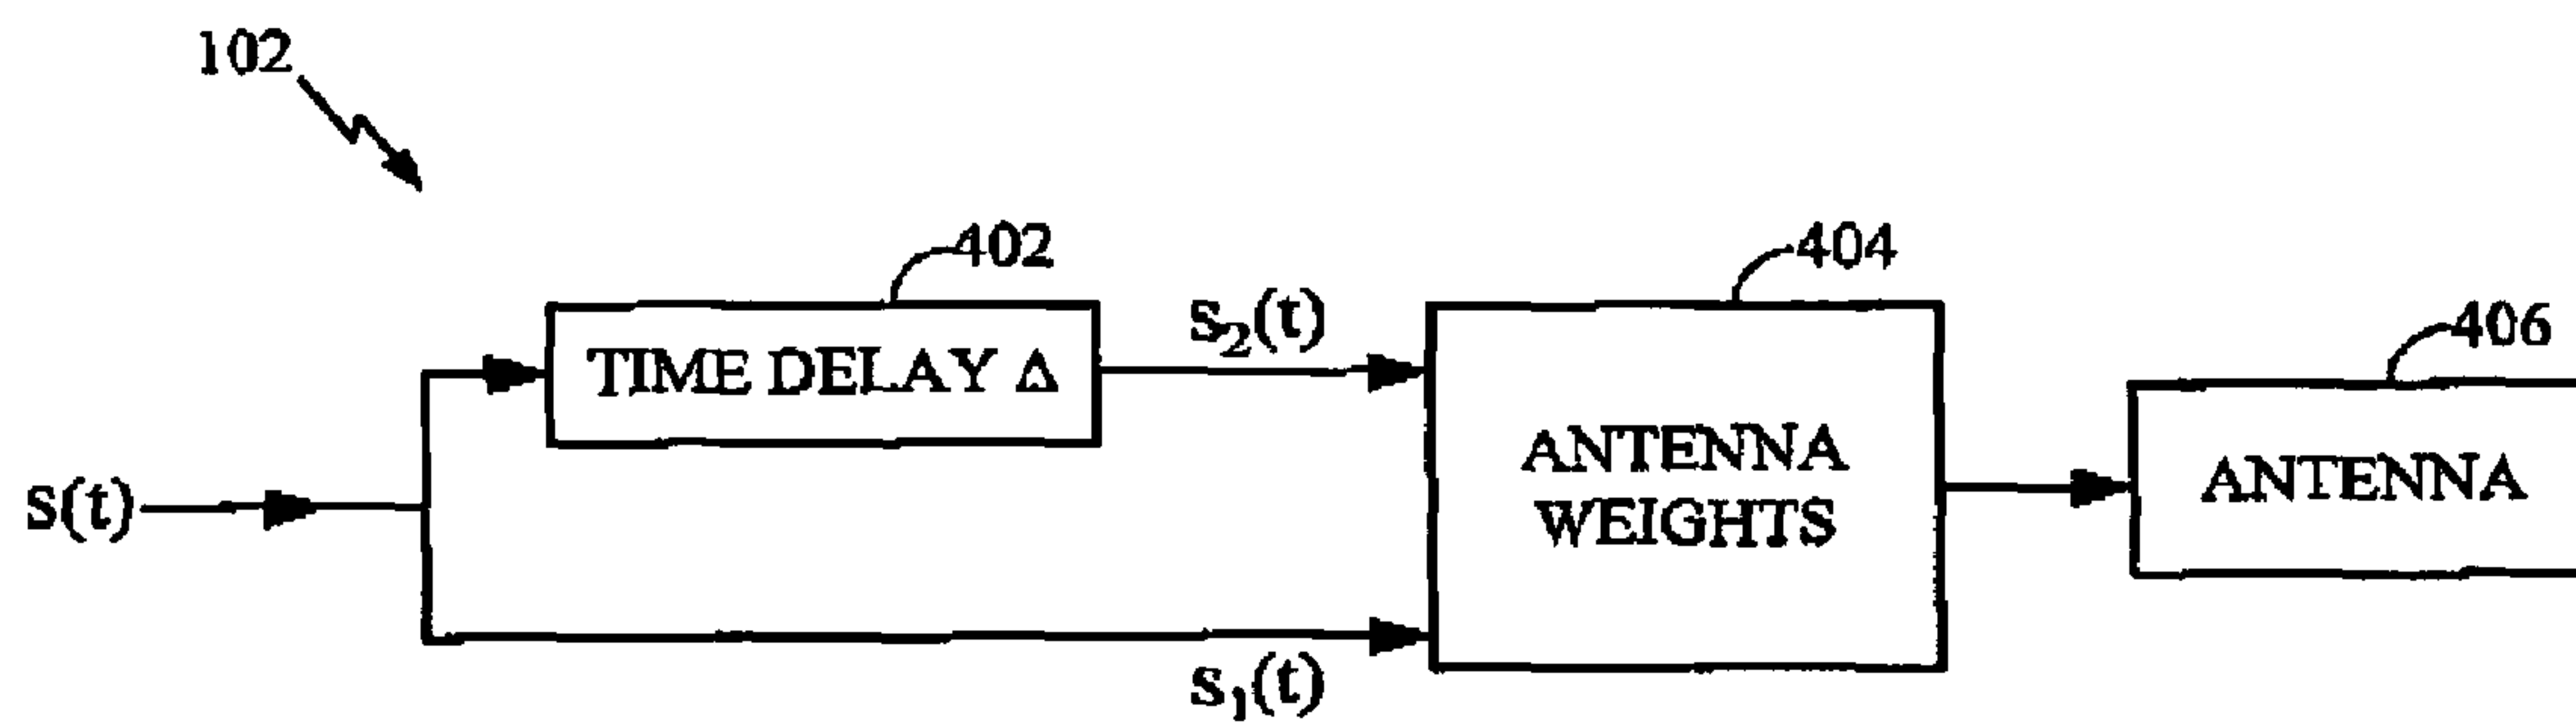 102
402
404
406
TIME DELAY Δ
s₂(t)
ANTENNA
WEIGHTS
ANTENNA
S(t)
s₁(t)